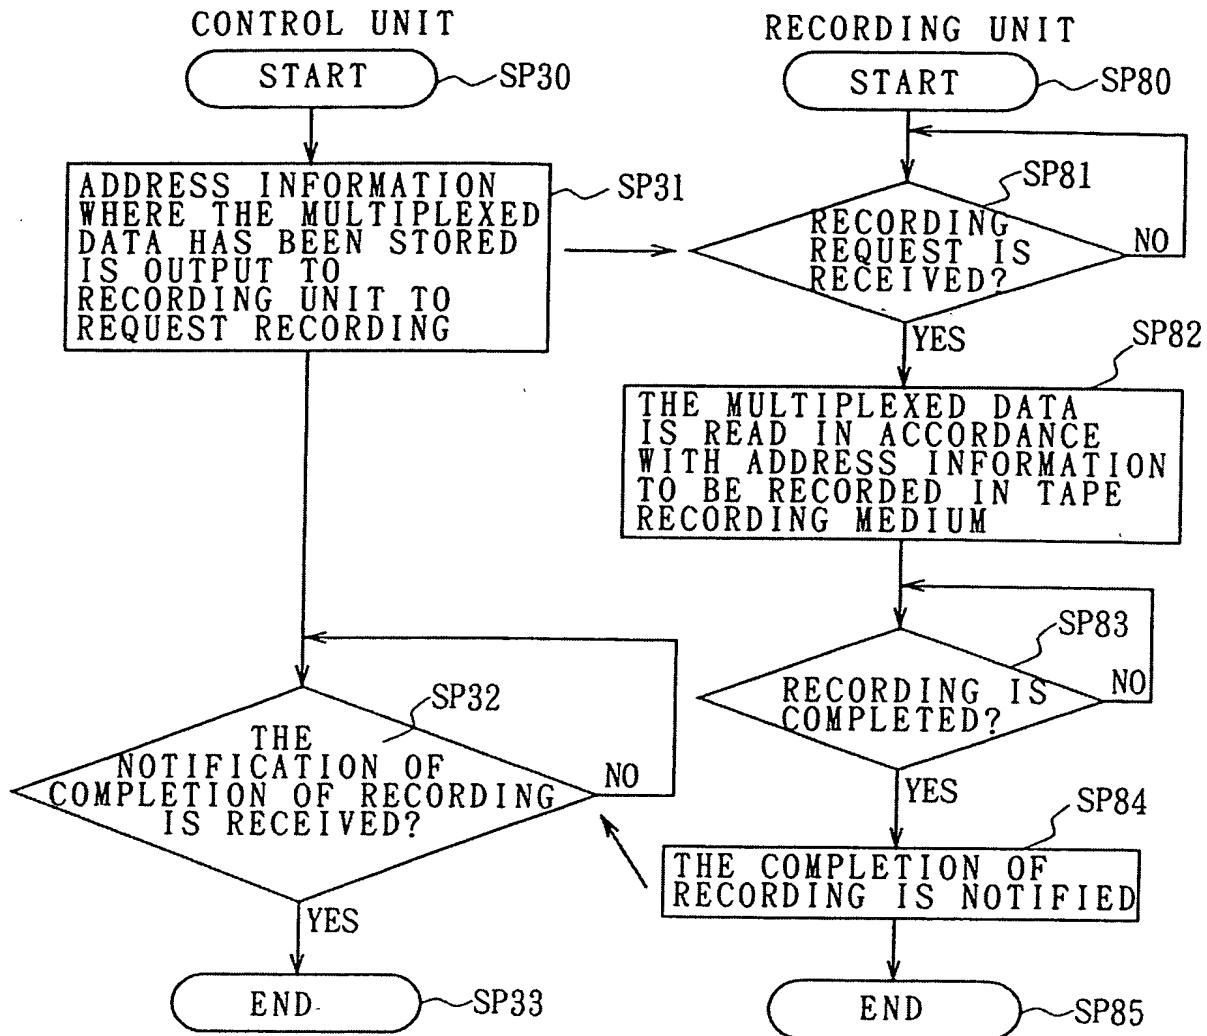 CONTROL UNIT
START
SP30
ADDRESS INFORMATION
WHERE THE MULTIPLEXED
DATA HAS BEEN STORED
IS OUTPUT TO
RECORDING UNIT TO
REQUEST RECORDING
SP31
SP32
THE
NOTIFICATION OF
COMPLETION OF RECORDING
IS RECEIVED?
NO
YES
END
SP33
RECORDING UNIT
START
SP80
SP81
RECORDING
REQUEST IS
RECEIVED?
NO
YES
SP82
THE MULTIPLEXED DATA
IS READ IN ACCORDANCE
WITH ADDRESS INFORMATION
TO BE RECORDED IN TAPE
RECORDING MEDIUM
SP83
RECORDING IS
COMPLETED?
NO
YES
SP84
THE COMPLETION OF
RECORDING IS NOTIFIED
END
SP85